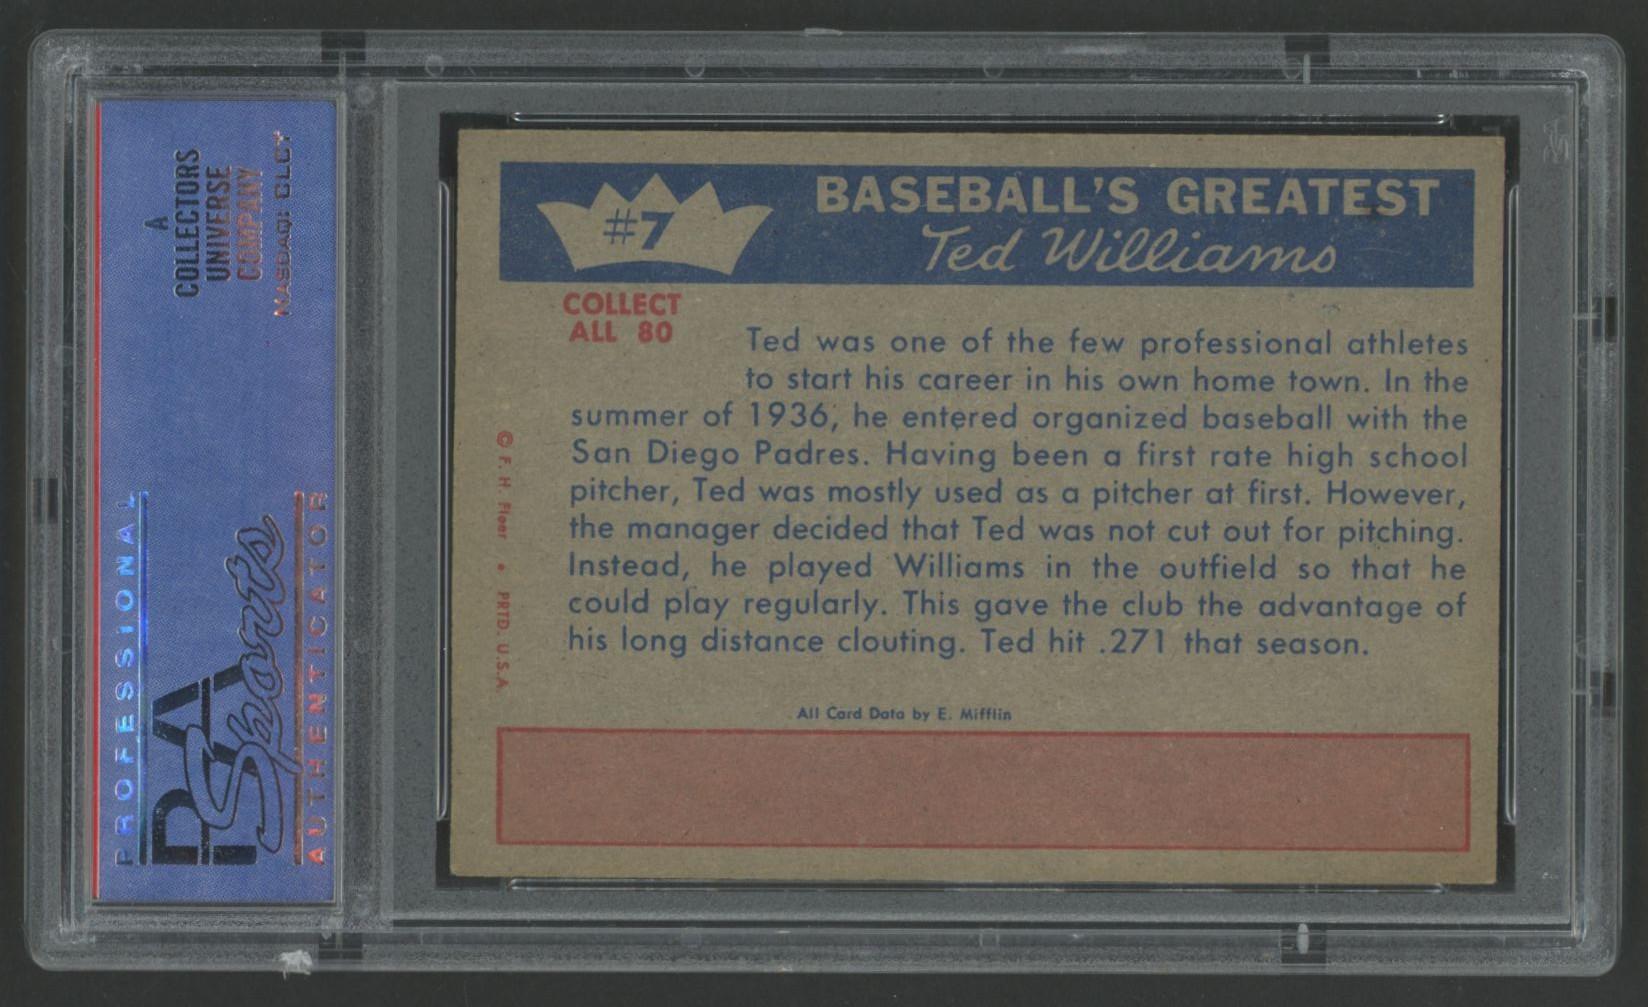 A
COLLECTORS
UNIVERSE
COMPANY
NASDAQ: CLCT
PROFESSIONAL
PSA
Sports
AUTHENTICATOR
#7
BASEBALL'S GREATEST
Ted Williams
COLLECT
ALL 80
Ted was one of the few professional athletes
to start his career in his own home town. In the
summer of 1936, he entered organized baseball with the
San Diego Padres. Having been a first rate high school
pitcher, Ted was mostly used as a pitcher at first. However,
the manager decided that Ted was not cut out for pitching.
Instead, he played Williams in the outfield so that he
could play regularly. This gave the club the advantage of
his long distance clouting. Ted hit .271 that season.
© F. H. Fleer • PRTD. U.S.A.
All Card Data by E. Mifflin